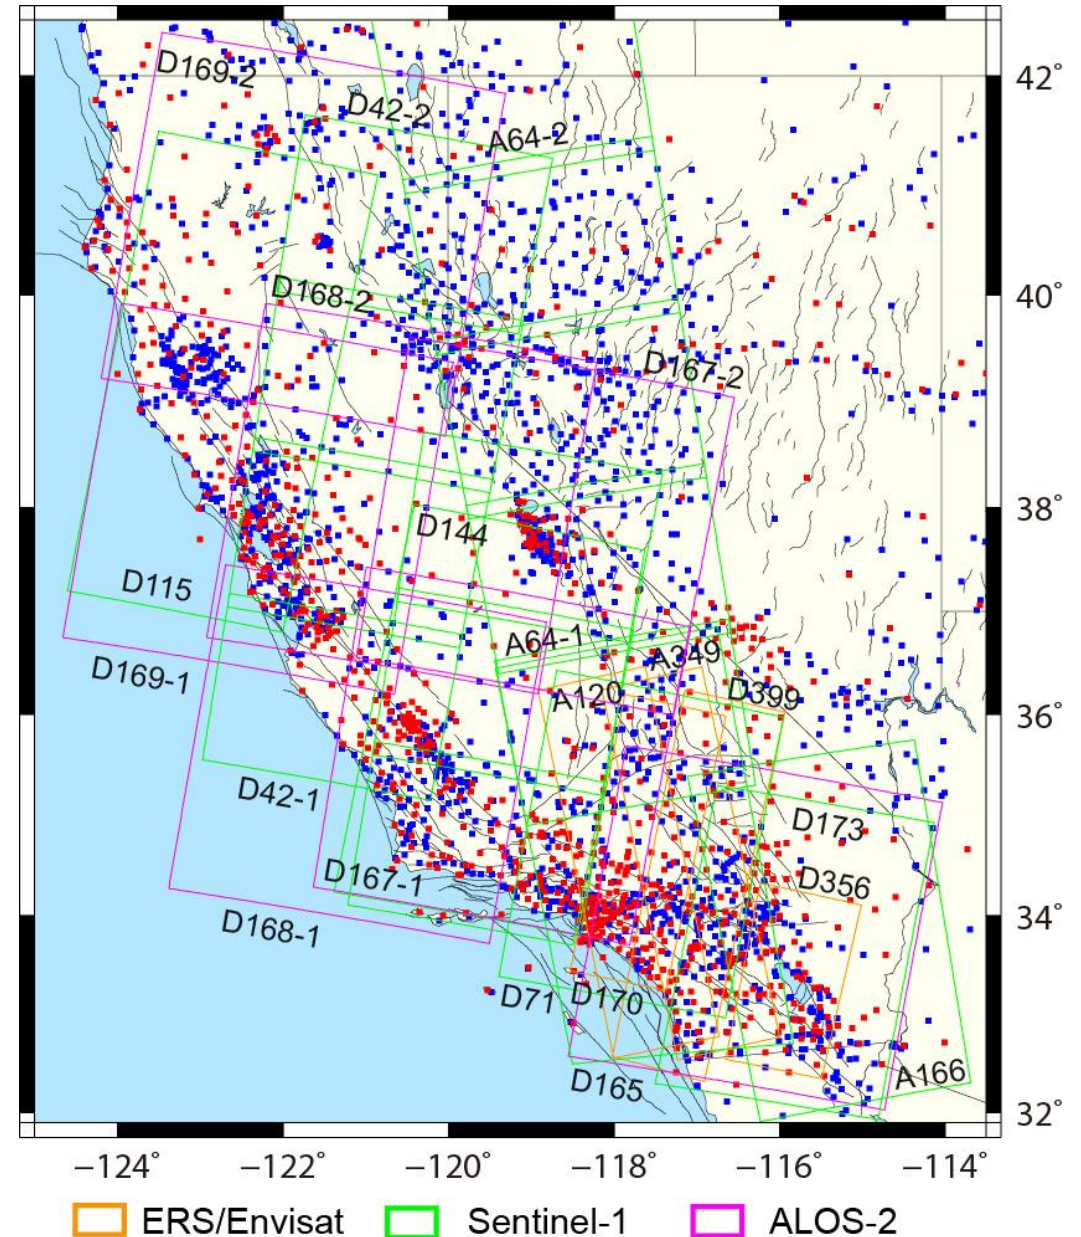 D169-2
42°
D42-2
A64-2
D168-2
40°
D167-2
38°
D144
D115
A64-1
A349
D169-1
A120
D399
36°
D42-1
D173
D167-1
D356
D168-1
34°
D71
D170
D165
A166
32°
−124° −122° −120° −118° −116° −114°
ERS/Envisat Sentinel-1 ALOS-2